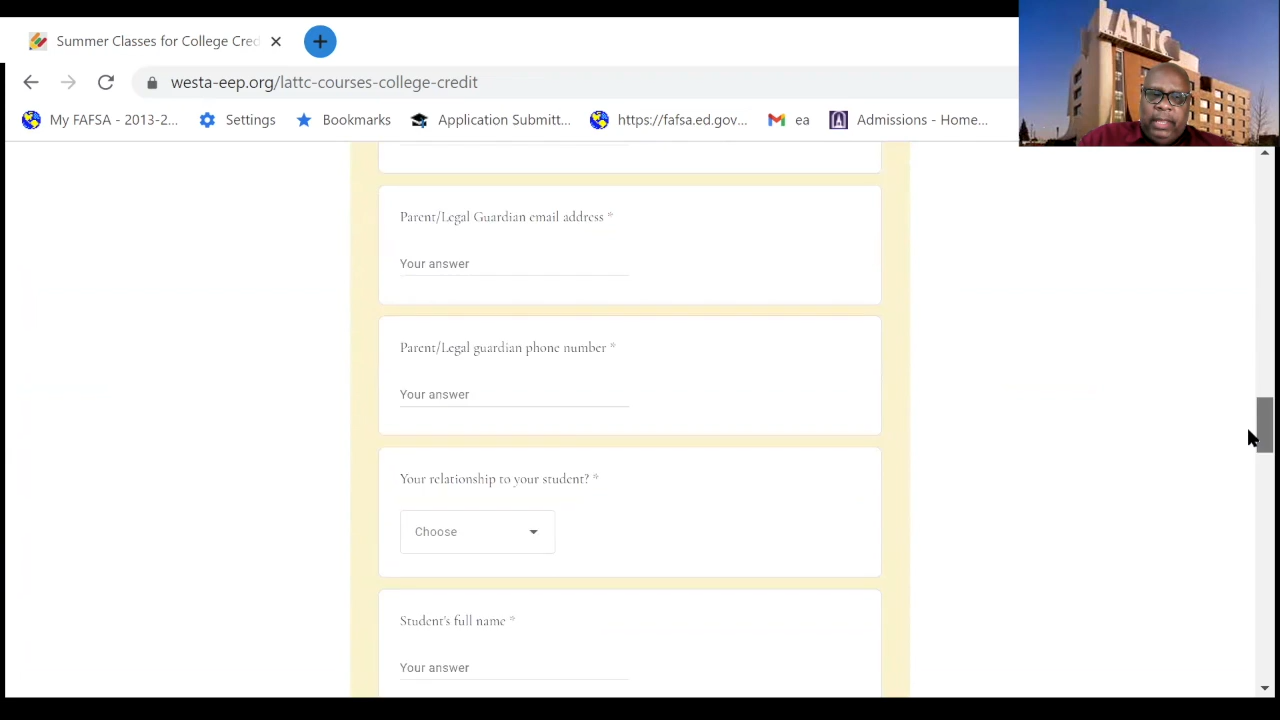 LATTC
Summer Classes for College Cred
westa-eep.org/lattc-courses-college-credit
My FAFSA - 2013-2... Settings Bookmarks Application Submitt... https://fafsa.ed.gov... ea Admissions - Home...
Parent/Legal Guardian email address *
Your answer
Parent/Legal guardian phone number *
Your answer
Your relationship to your student? *
Choose
Student's full name *
Your answer